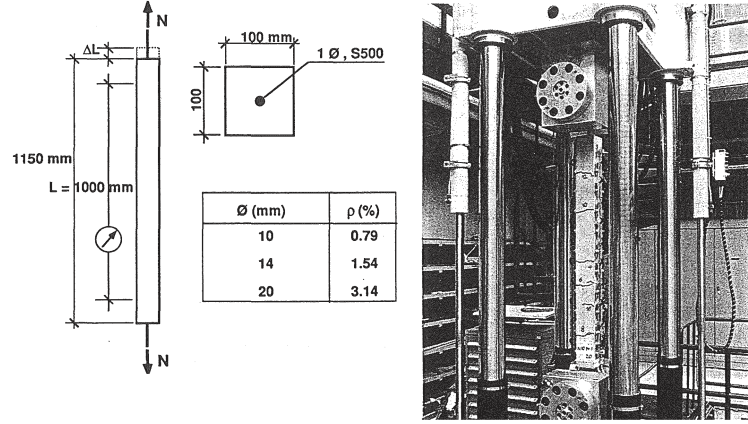 N
ΔL
1150 mm
L = 1000 mm
N
100 mm
100
1 Ø , S500
Ø (mm) ρ (%)
10 0.79
14 1.54
20 3.14